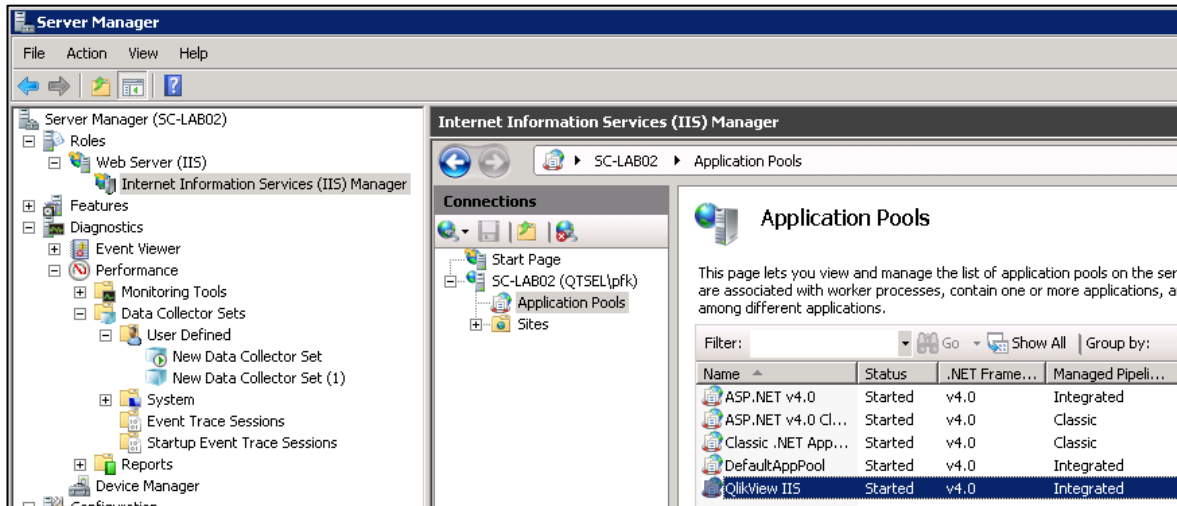 Server Manager
File Action View Help
Server Manager (SC-LAB02)
Roles
Web Server (IIS)
Internet Information Services (IIS) Manager
Features
Diagnostics
Event Viewer
Performance
Monitoring Tools
Data Collector Sets
User Defined
New Data Collector Set
New Data Collector Set (1)
System
Event Trace Sessions
Startup Event Trace Sessions
Reports
Device Manager
Configuration
Internet Information Services (IIS) Manager
SC-LAB02 Application Pools
Connections
Start Page
SC-LAB02 (QTSEL\pfk)
Application Pools
Sites
Application Pools
This page lets you view and manage the list of application pools on the ser
are associated with worker processes, contain one or more applications, a
among different applications.
Filter: Go Show All Group by:
Name Status .NET Frame... Managed Pipeli...
ASP.NET v4.0 Started v4.0 Integrated
ASP.NET v4.0 Cl... Started v4.0 Classic
Classic .NET App... Started v4.0 Classic
DefaultAppPool Started v4.0 Integrated
QlikView IIS Started v4.0 Integrated